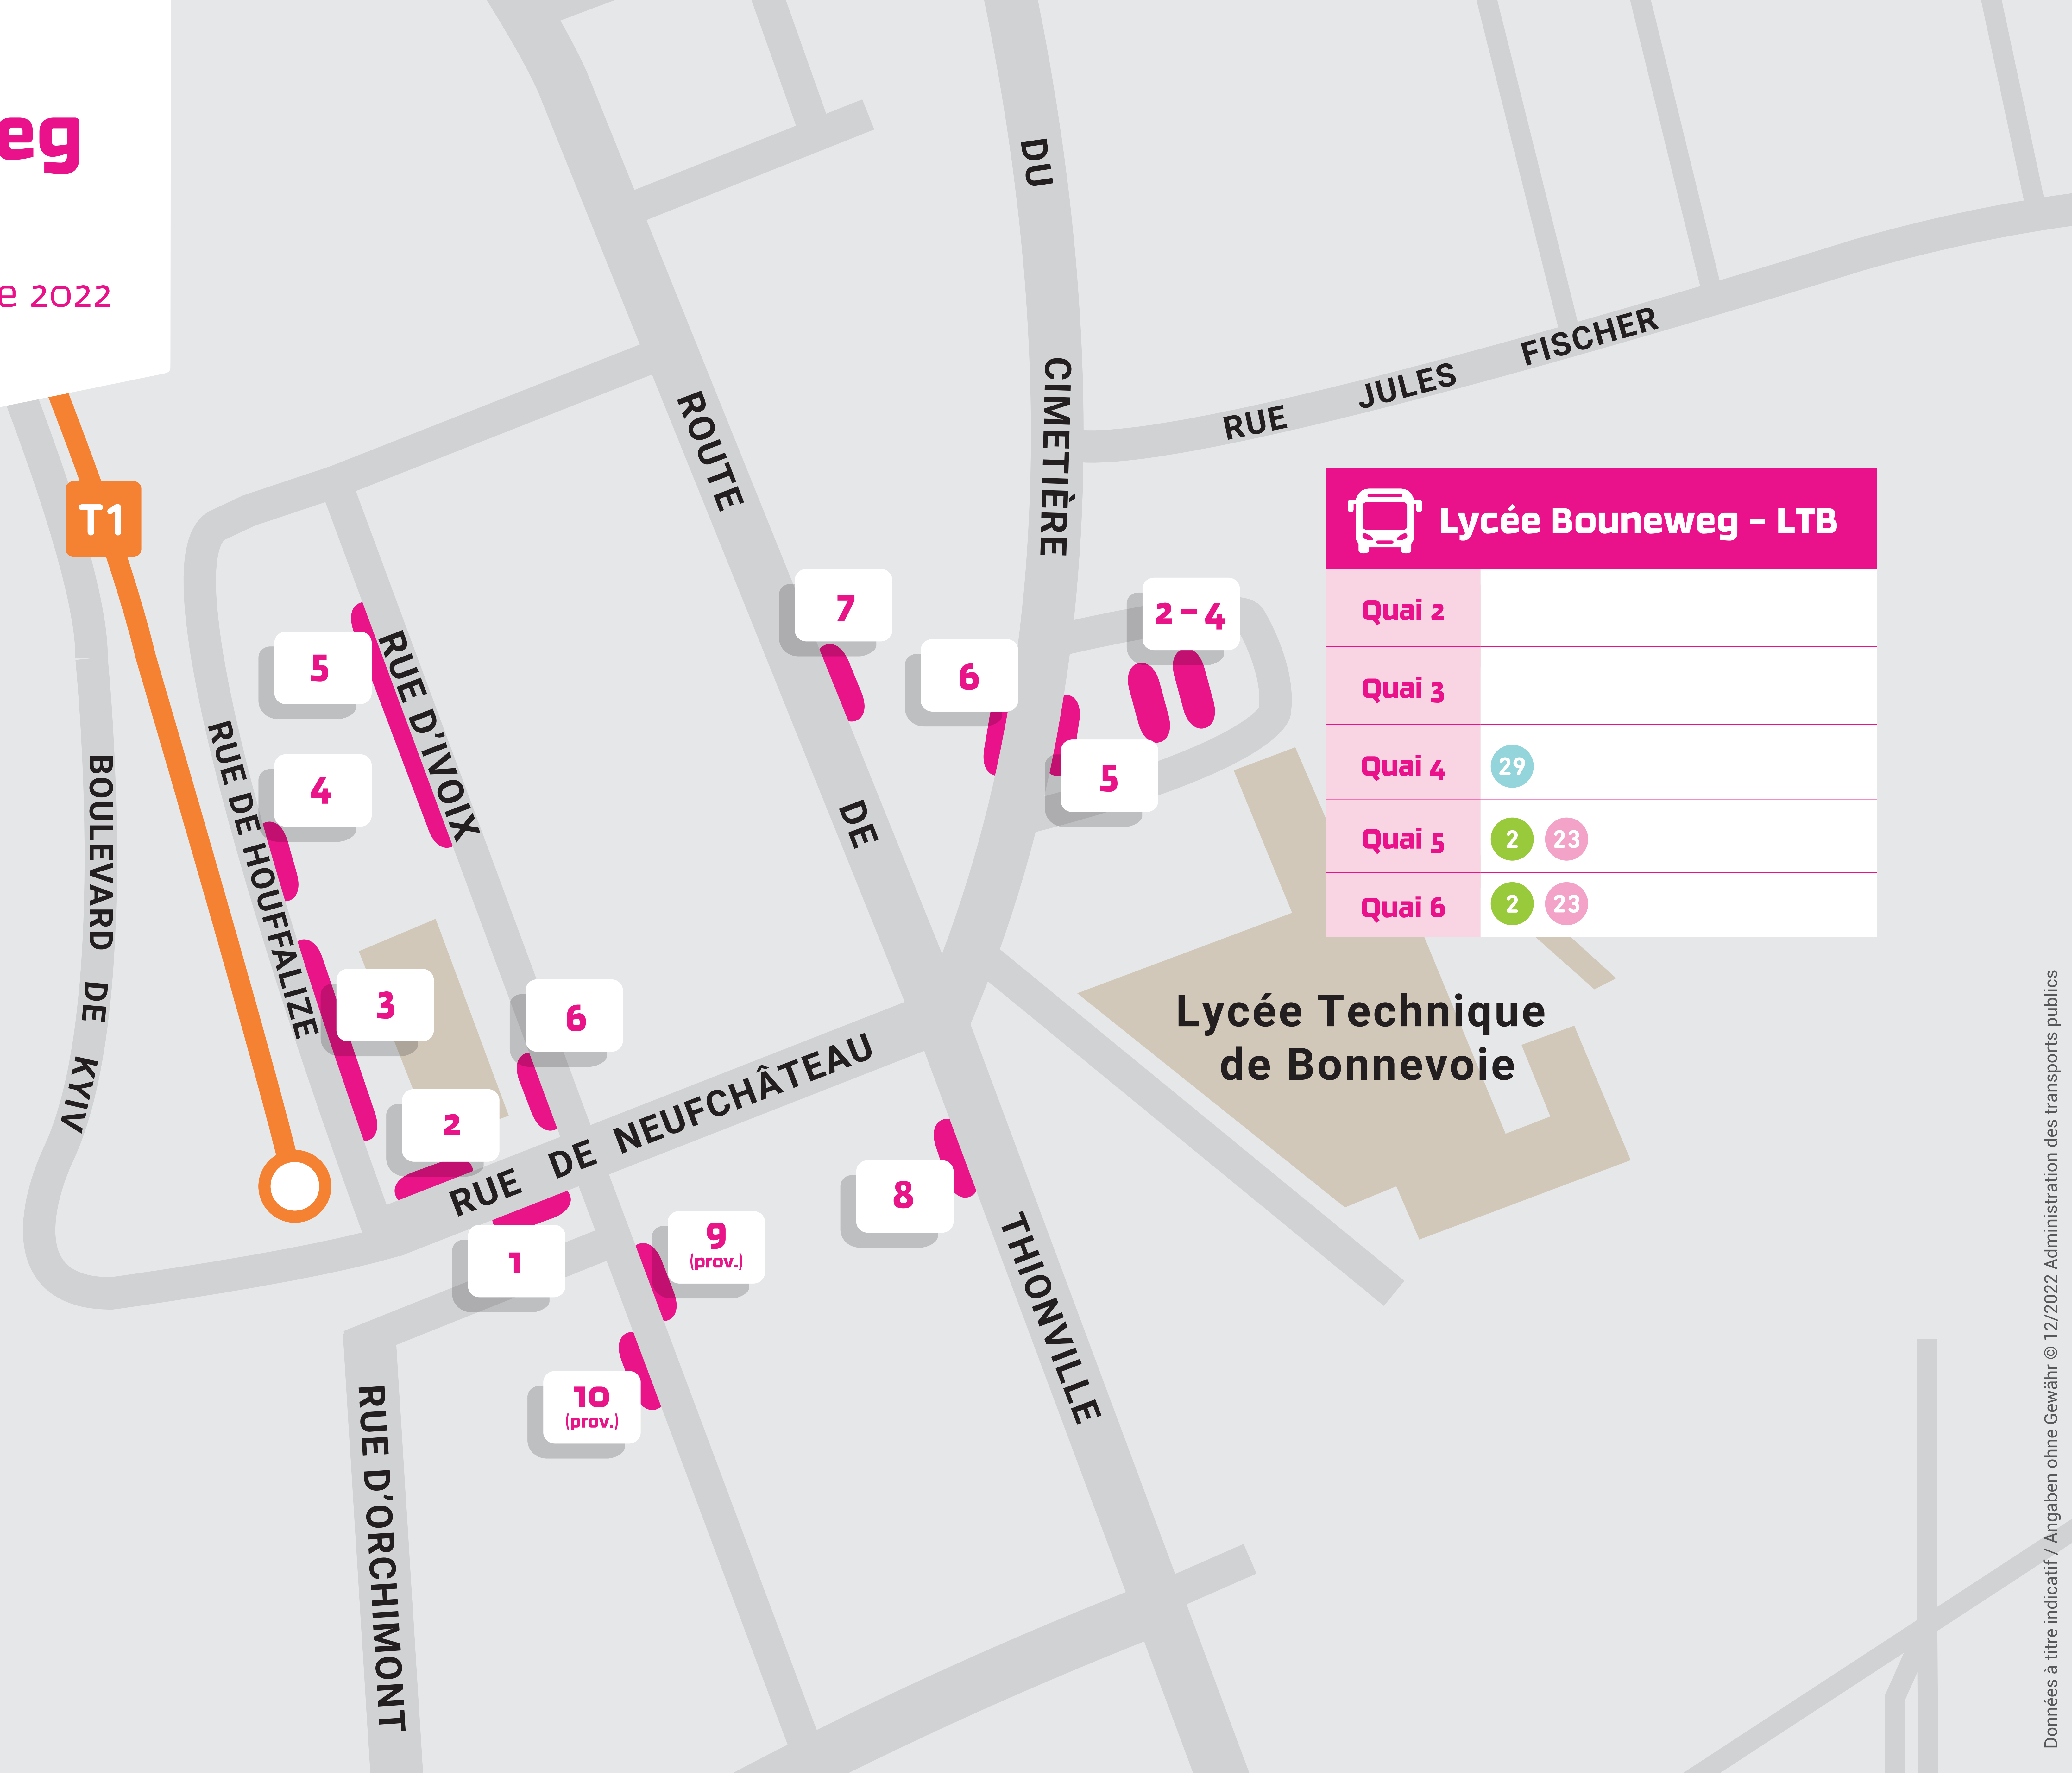 eg
e 2022
T1
BOULEVARD DE KYIV
RUE DE HOUFFALIZE
RUE D'IVOIX
ROUTE DE THIONVILLE
DU CIMETIÈRE
RUE JULES FISCHER
RUE DE NEUFCHÂTEAU
RUE D'ORCHIMONT
7
6
2 – 4
5
5
4
3
6
2
1
8
9
(prov.)
10
(prov.)
Lycée Bouneweg – LTB
Quai 2
Quai 3
Quai 4 29
Quai 5 2 23
Quai 6 2 23
Lycée Technique
de Bonnevoie
Données à titre indicatif / Angaben ohne Gewähr © 12/2022 Administration des transports publics